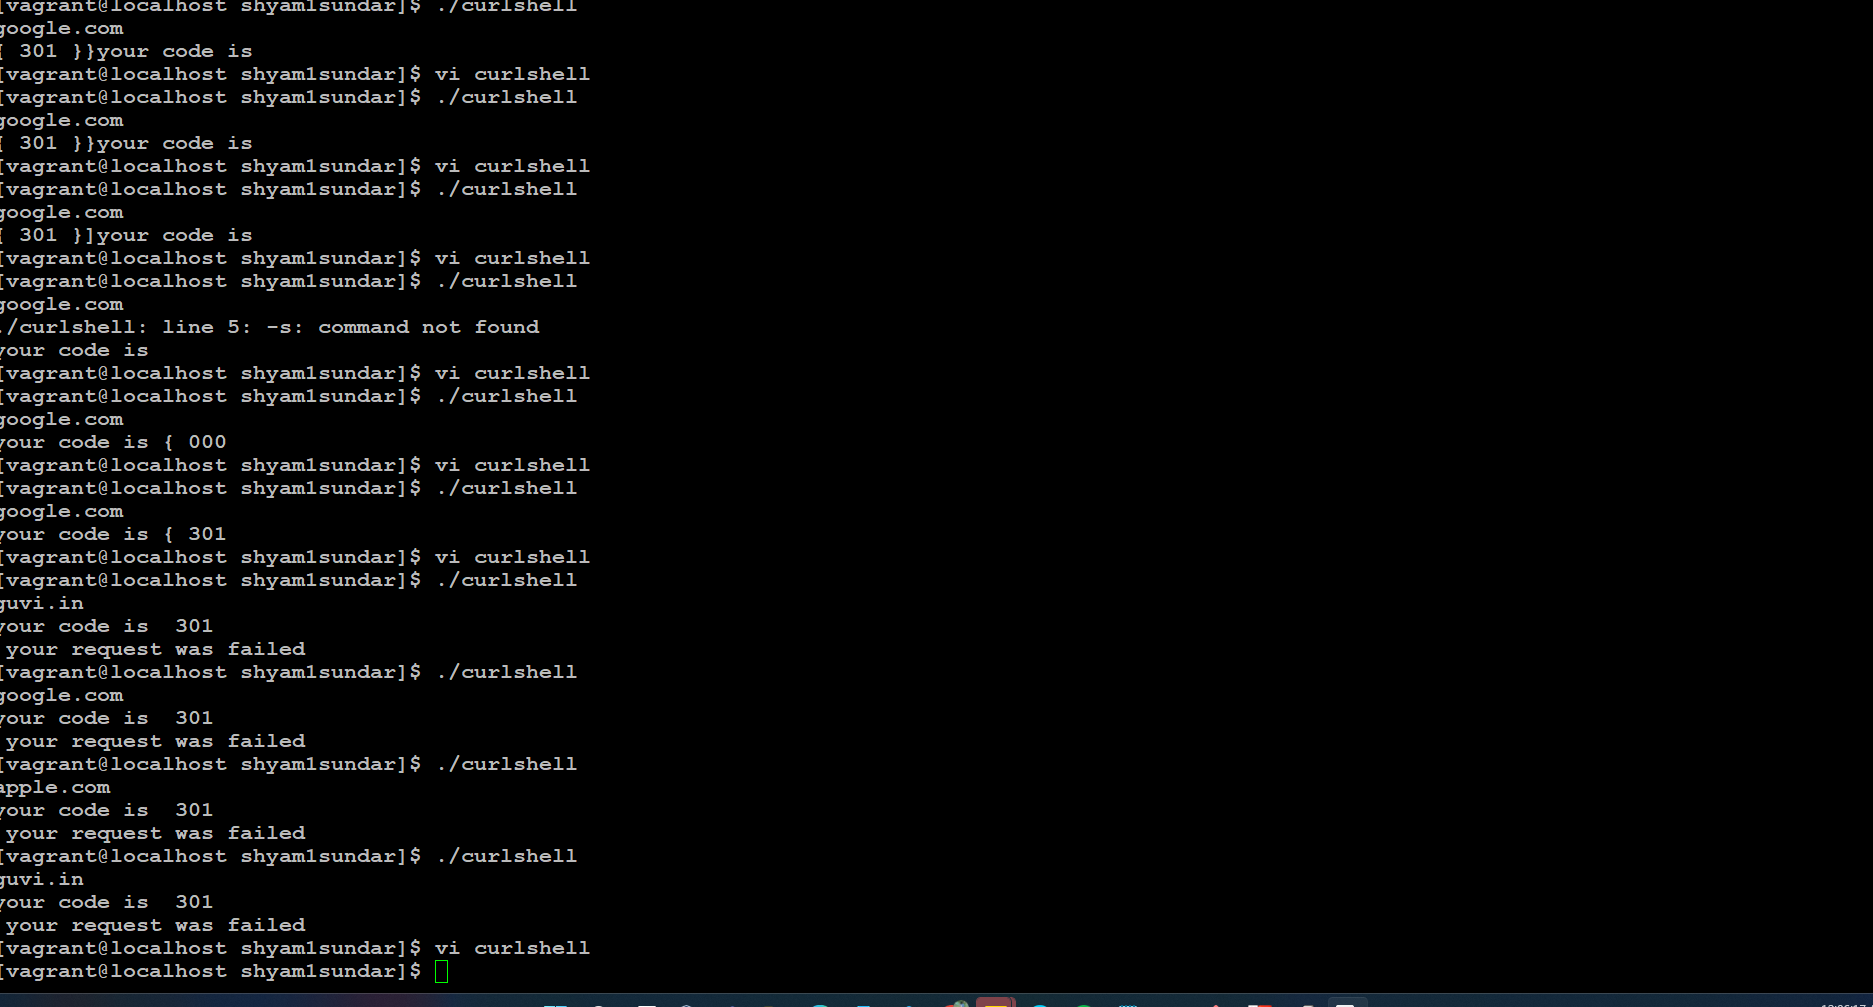 [vagrant@localhost shyam1sundar]$ ./curlshell
google.com
{ 301 }}your code is
[vagrant@localhost shyam1sundar]$ vi curlshell
[vagrant@localhost shyam1sundar]$ ./curlshell
google.com
{ 301 }}your code is
[vagrant@localhost shyam1sundar]$ vi curlshell
[vagrant@localhost shyam1sundar]$ ./curlshell
google.com
{ 301 }]your code is
[vagrant@localhost shyam1sundar]$ vi curlshell
[vagrant@localhost shyam1sundar]$ ./curlshell
google.com
./curlshell: line 5: -s: command not found
your code is
[vagrant@localhost shyam1sundar]$ vi curlshell
[vagrant@localhost shyam1sundar]$ ./curlshell
google.com
your code is { 000
[vagrant@localhost shyam1sundar]$ vi curlshell
[vagrant@localhost shyam1sundar]$ ./curlshell
google.com
your code is { 301
[vagrant@localhost shyam1sundar]$ vi curlshell
[vagrant@localhost shyam1sundar]$ ./curlshell
guvi.in
your code is  301
 your request was failed
[vagrant@localhost shyam1sundar]$ ./curlshell
google.com
your code is  301
 your request was failed
[vagrant@localhost shyam1sundar]$ ./curlshell
apple.com
your code is  301
 your request was failed
[vagrant@localhost shyam1sundar]$ ./curlshell
guvi.in
your code is  301
 your request was failed
[vagrant@localhost shyam1sundar]$ vi curlshell
[vagrant@localhost shyam1sundar]$